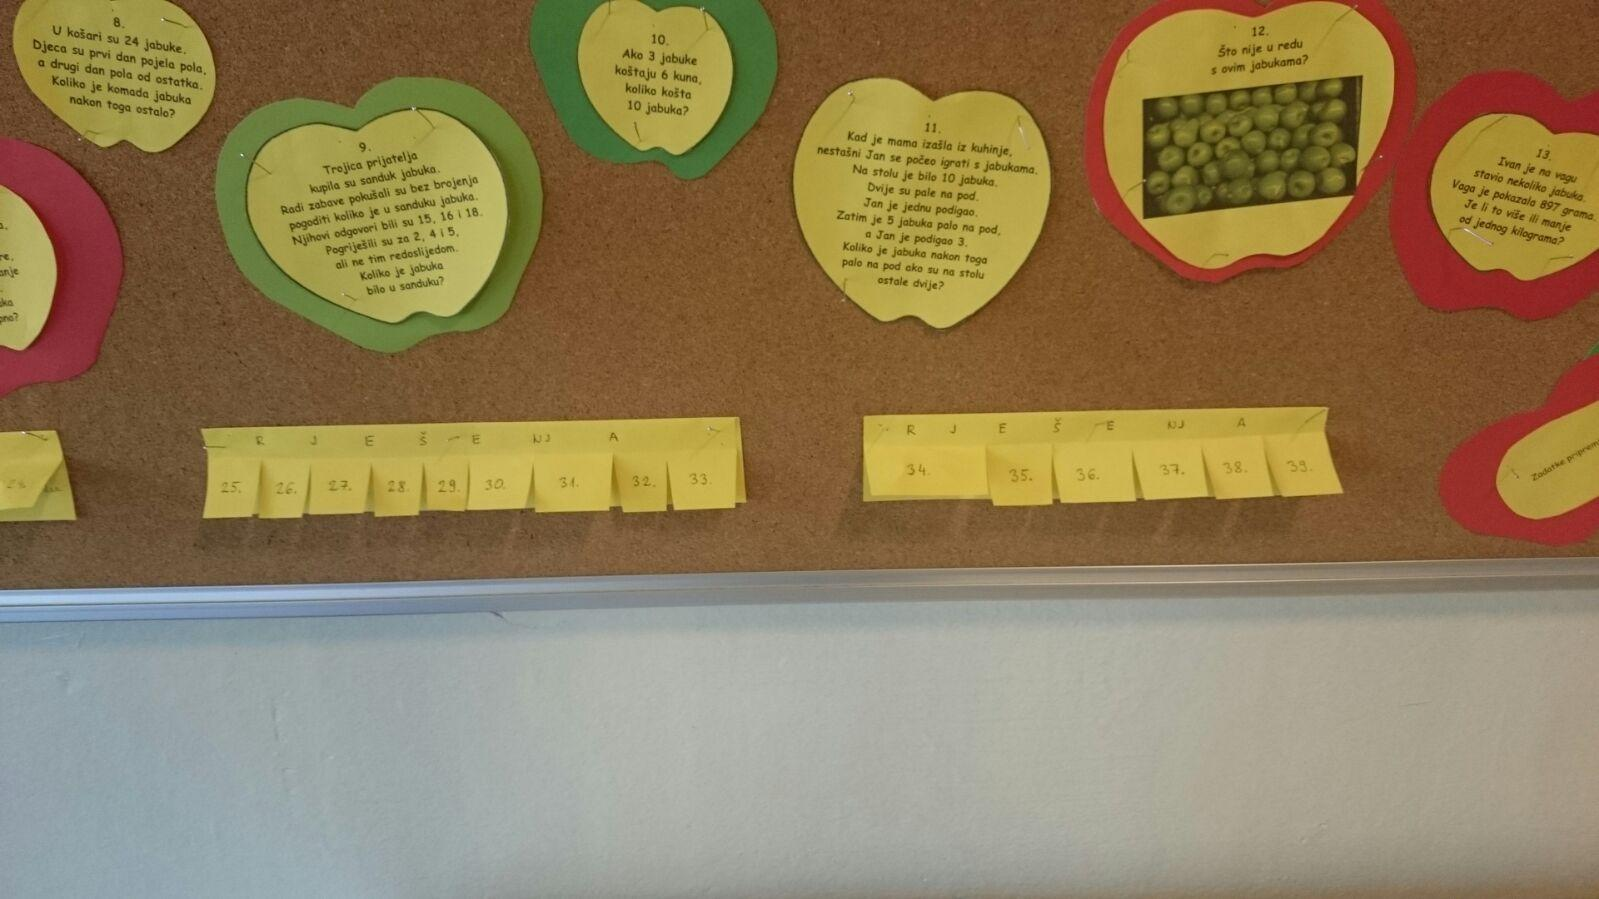 8.
U košari su 24 jabuke.
Djeca su prvi dan pojela pola,
a drugi dan pola od ostatka.
Koliko je komada jabuka
nakon toga ostalo?
9.
Trojica prijatelja
kupila su sanduk jabuka.
Radi zabave pokušali su bez brojenja
pogoditi koliko je u sanduku jabuka.
Njihovi odgovori bili su 15, 16 i 18.
Pogriješili su za 2, 4 i 5,
ali ne tim redoslijedom.
Koliko je jabuka
bilo u sanduku?
10.
Ako 3 jabuke
koštaju 6 kuna,
koliko košta
10 jabuka?
11.
Kad je mama izašla iz kuhinje,
nestašni Jan se počeo igrati s jabukama.
Na stolu je bilo 10 jabuka.
Dvije su pale na pod.
Jan je jednu podigao.
Zatim je 5 jabuka palo na pod,
a Jan je podigao 3.
Koliko je jabuka nakon toga
palo na pod ako su na stolu
ostale dvije?
12.
Što nije u redu
s ovim jabukama?
13.
Ivan je na vagu
stavio nekoliko jabuka.
Vaga je pokazala 897 grama.
Je li to više ili manje
od jednog kilograma?
R J E Š E NJ A
25. 26. 27. 28. 29. 30. 31. 32. 33.
R J E Š E NJ A
34. 35. 36. 37. 38. 39.
Zadatke